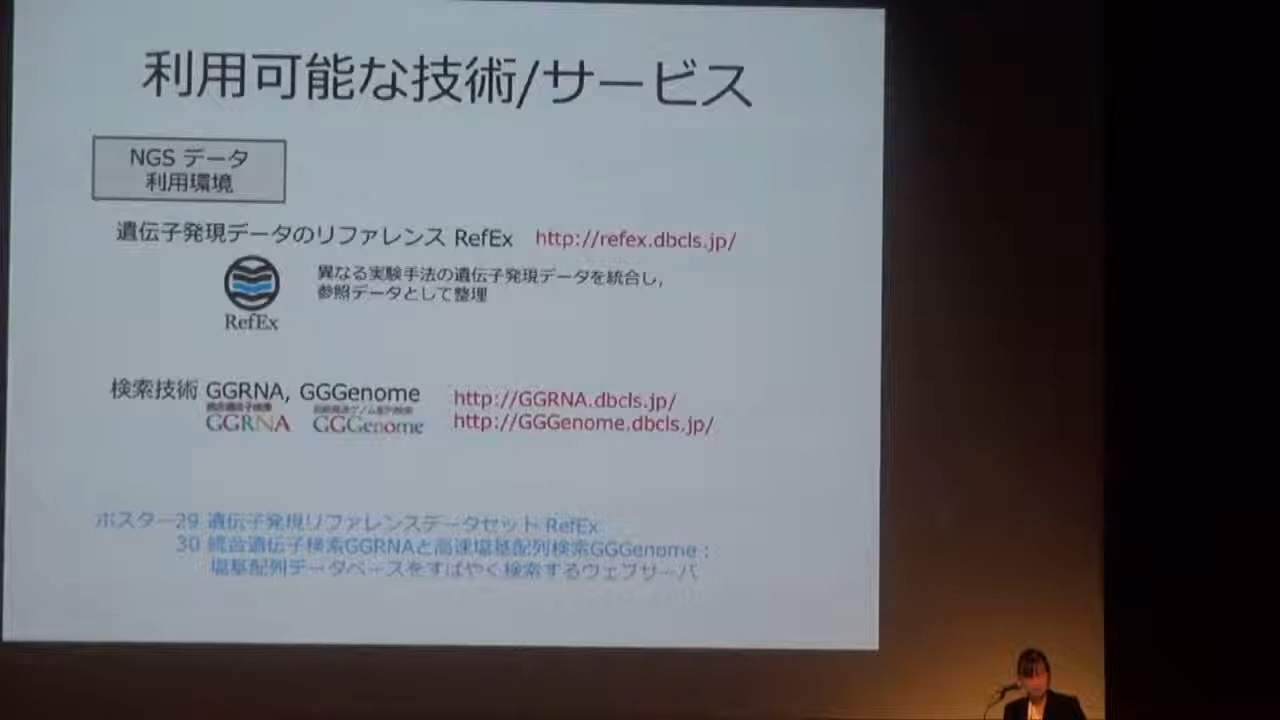 利用可能な技術/サービス
NGS データ
利用環境
遺伝子発現データのリファレンス RefEx http://refex.dbcls.jp/
異なる実験手法の遺伝子発現データを統合し,
参照データとして整理
RefEx
検索技術 GGRNA, GGGenome
http://GGRNA.dbcls.jp/
統合遺伝子検索
GGRNA GGGenome
http://GGGenome.dbcls.jp/
ポスター29 遺伝子発現リファレンスデータセット RefEx
30 統合遺伝子検索GGRNAと高速塩基配列検索GGGenome：
塩基配列データベースをすばやく検索するウェブサーバ